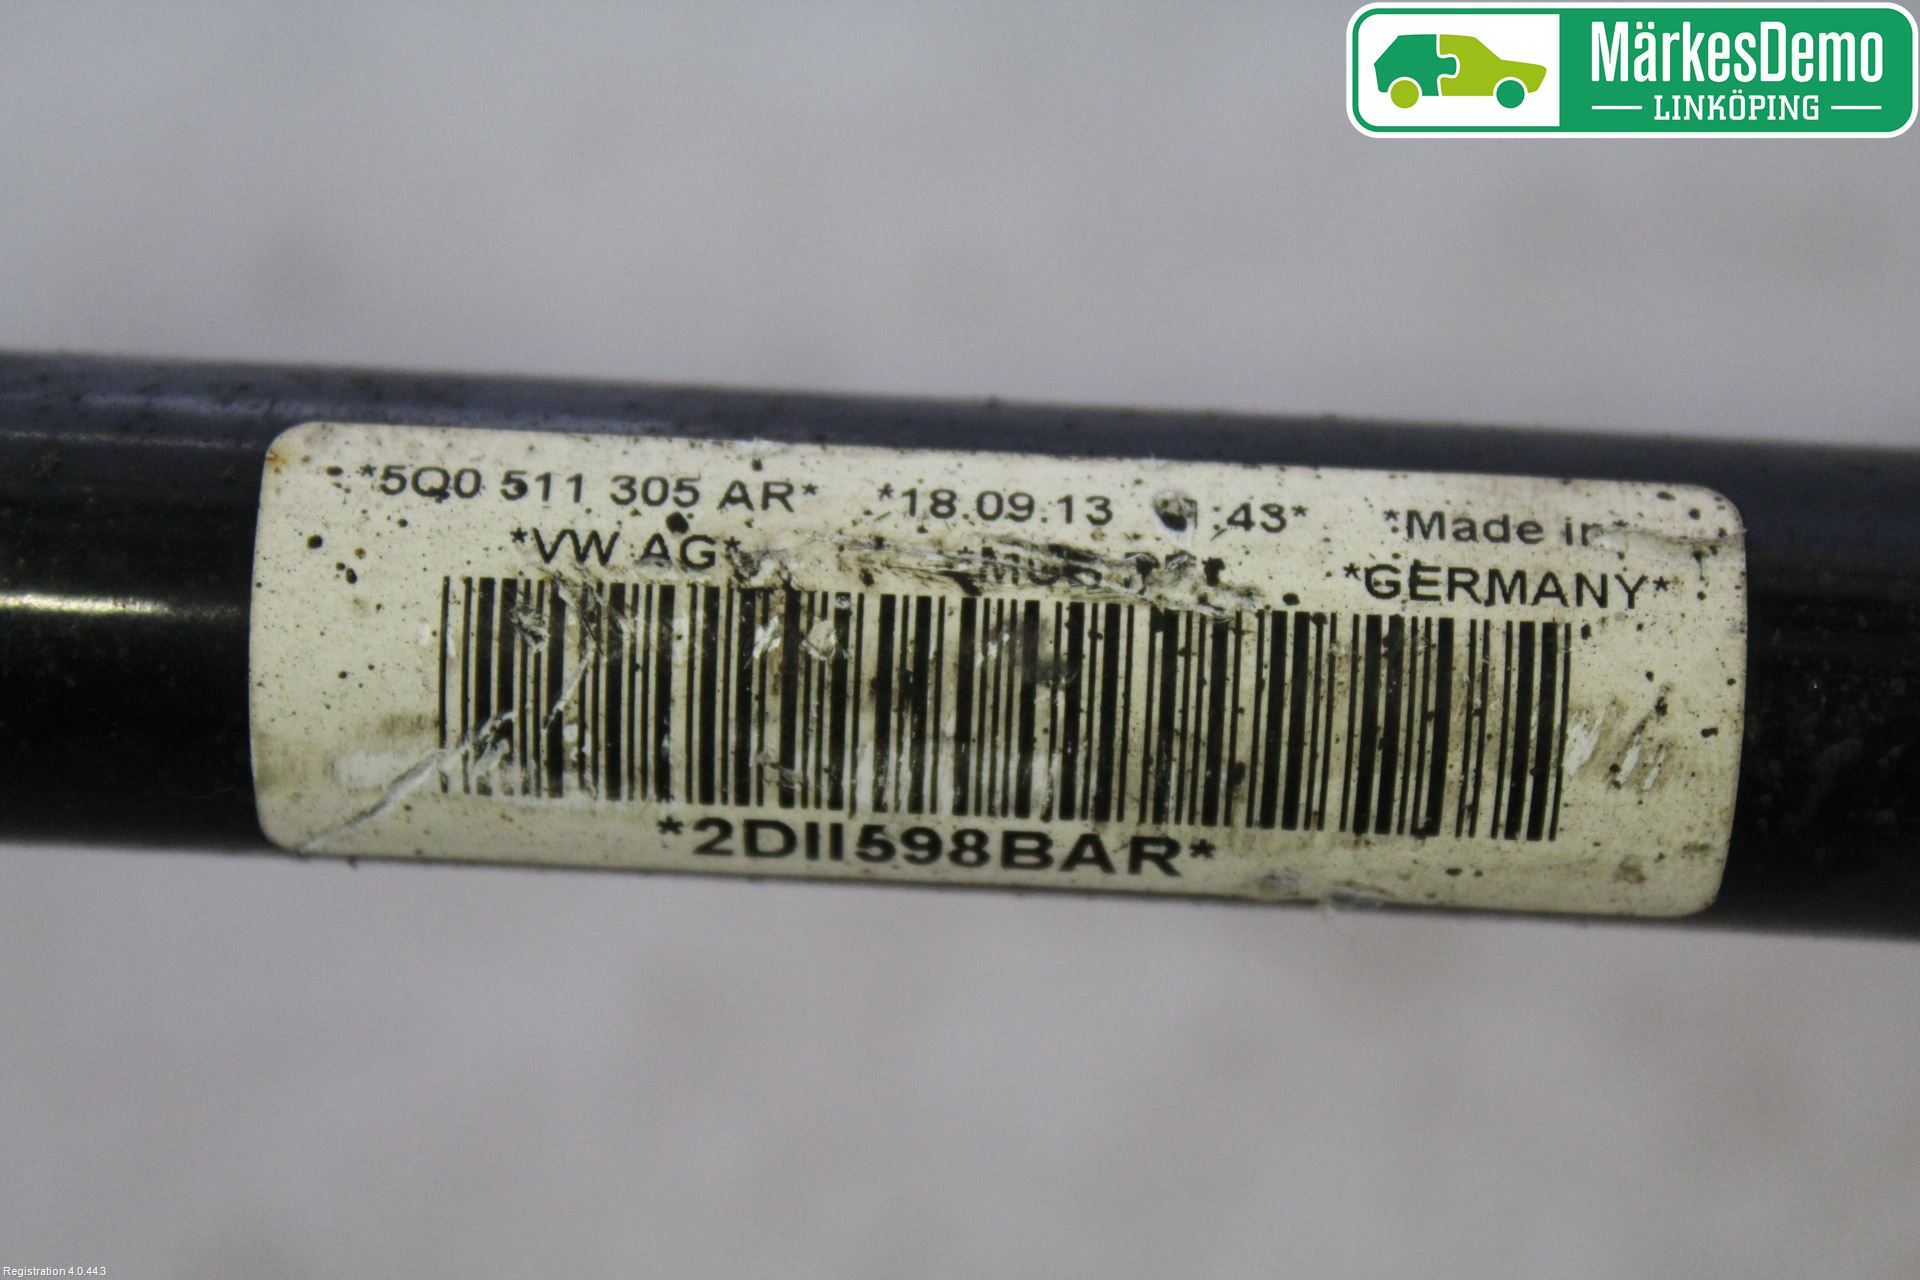 MärkesDemo
LINKÖPING
*5Q0 511 305 AR* *18.09.13 :43* *Made in*
*VW AG* *GERMANY*
*2DII598BAR*
Registration 4.0.44.3